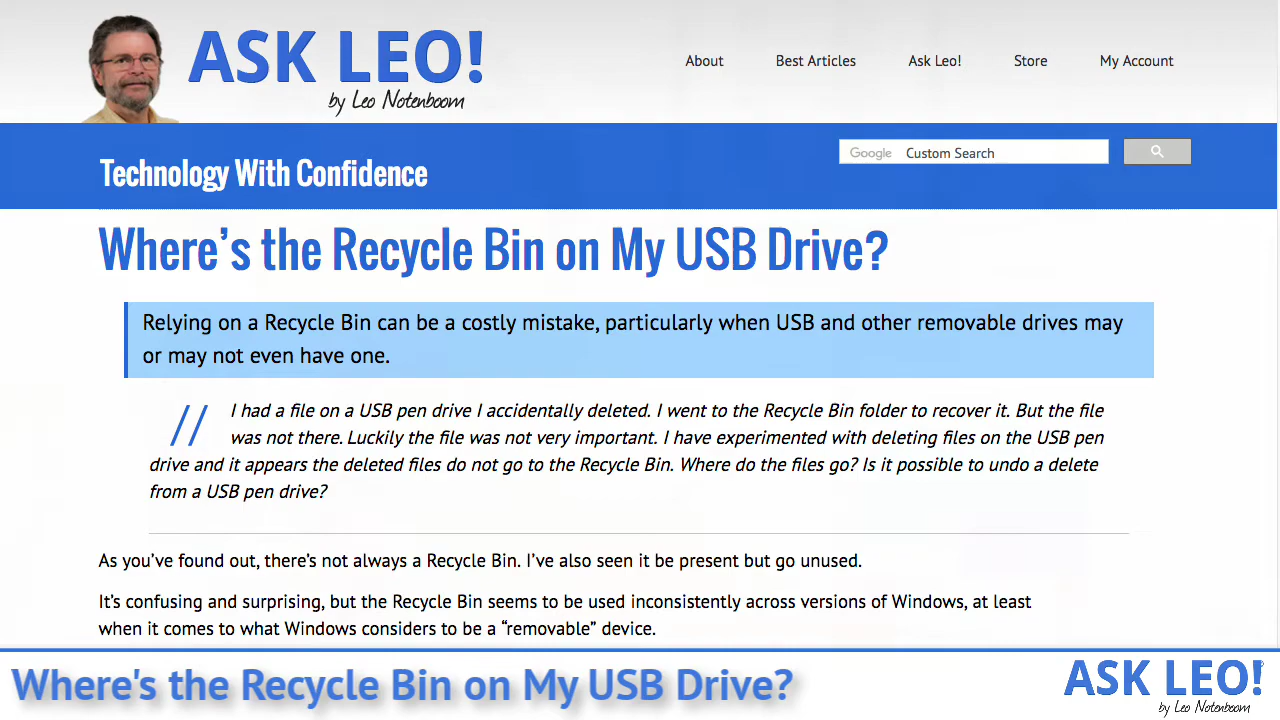 ASK LEO!
by Leo Notenboom
About Best Articles Ask Leo! Store My Account
Technology With Confidence
Google Custom Search
Where’s the Recycle Bin on My USB Drive?
Relying on a Recycle Bin can be a costly mistake, particularly when USB and other removable drives may
or may not even have one.
// I had a file on a USB pen drive I accidentally deleted. I went to the Recycle Bin folder to recover it. But the file
was not there. Luckily the file was not very important. I have experimented with deleting files on the USB pen
drive and it appears the deleted files do not go to the Recycle Bin. Where do the files go? Is it possible to undo a delete
from a USB pen drive?
As you’ve found out, there’s not always a Recycle Bin. I’ve also seen it be present but go unused.
It’s confusing and surprising, but the Recycle Bin seems to be used inconsistently across versions of Windows, at least
when it comes to what Windows considers to be a “removable” device.
Where's the Recycle Bin on My USB Drive?
ASK LEO!
by Leo Notenboom